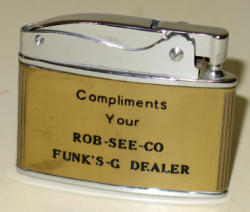 Compliments
Your
ROB-SEE-CO
FUNK'S-G DEALER